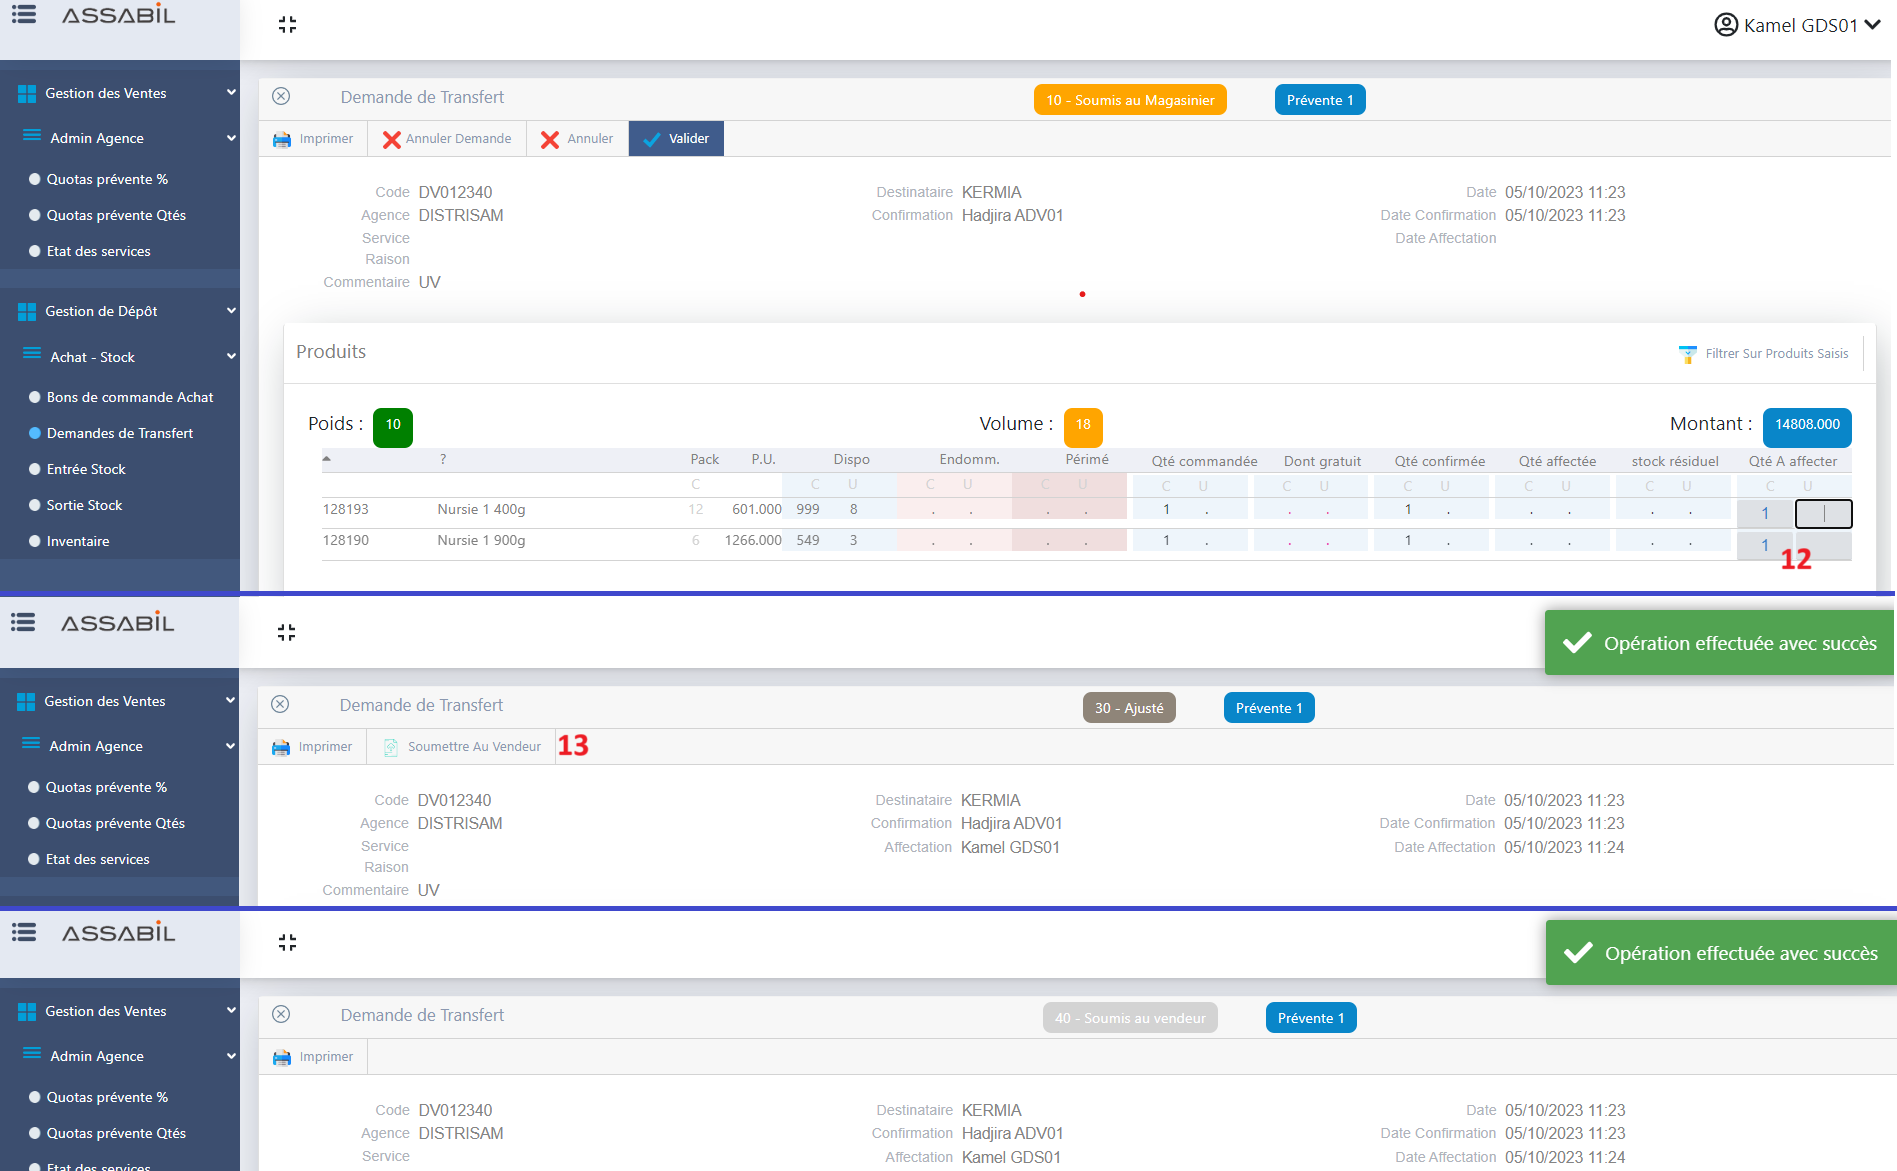 ASSABIL
Kamel GDS01
Gestion des Ventes
Admin Agence
Quotas prévente %
Quotas prévente Qtés
Etat des services
Gestion de Dépôt
Achat - Stock
Bons de commande Achat
Demandes de Transfert
Entrée Stock
Sortie Stock
Inventaire
Demande de Transfert 10 - Soumis au Magasinier Prévente 1
Imprimer Annuler Demande Annuler Valider
Code DV012340 Destinataire KERMIA Date 05/10/2023 11:23
Agence DISTRISAM Confirmation Hadjira ADV01 Date Confirmation 05/10/2023 11:23
Service Date Affectation
Raison
Commentaire UV
Produits Filtrer Sur Produits Saisis
Poids : 10 Volume : 18 Montant : 14808.000
? Pack P.U. Dispo Endomm. Périmé Qté commandée Dont gratuit Qté confirmée Qté affectée stock résiduel Qté A affecter
C C U C U C U C U C U C U C U C U C U
128193 Nursie 1 400g 12 601.000 999 8 . . . . 1 . . . 1 . . . . . 1
128190 Nursie 1 900g 6 1266.000 549 3 . . . . 1 . . . 1 . . . . . 1
12
ASSABIL
Opération effectuée avec succès
Gestion des Ventes
Admin Agence
Quotas prévente %
Quotas prévente Qtés
Etat des services
Demande de Transfert 30 - Ajusté Prévente 1
Imprimer Soumettre Au Vendeur 13
Code DV012340 Destinataire KERMIA Date 05/10/2023 11:23
Agence DISTRISAM Confirmation Hadjira ADV01 Date Confirmation 05/10/2023 11:23
Service Affectation Kamel GDS01 Date Affectation 05/10/2023 11:24
Raison
Commentaire UV
ASSABIL
Opération effectuée avec succès
Gestion des Ventes
Admin Agence
Quotas prévente %
Quotas prévente Qtés
Etat des services
Demande de Transfert 40 - Soumis au vendeur Prévente 1
Imprimer
Code DV012340 Destinataire KERMIA Date 05/10/2023 11:23
Agence DISTRISAM Confirmation Hadjira ADV01 Date Confirmation 05/10/2023 11:23
Service Affectation Kamel GDS01 Date Affectation 05/10/2023 11:24